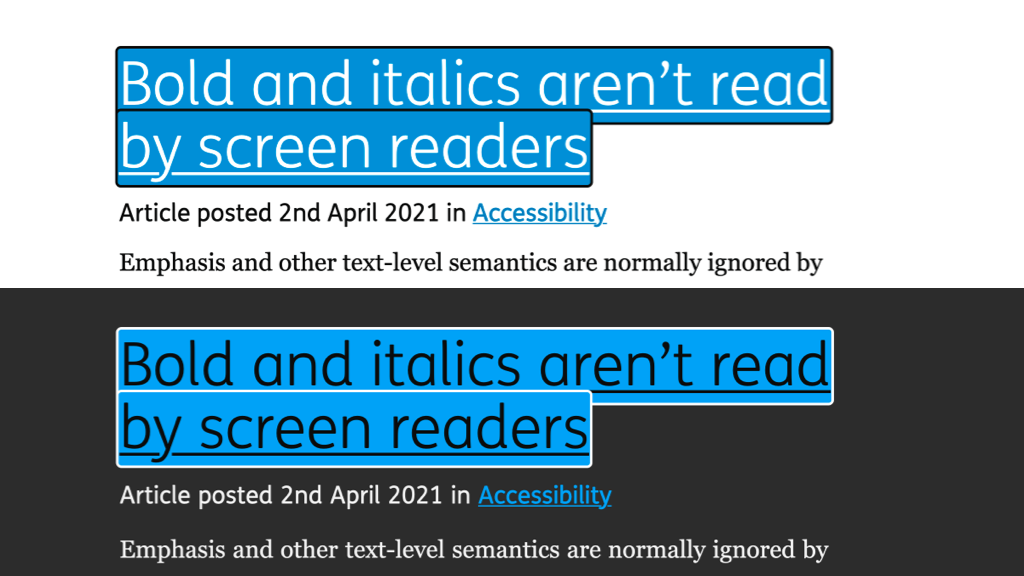 Bold and italics aren’t read
by screen readers
Article posted 2nd April 2021 in Accessibility
Emphasis and other text-level semantics are normally ignored by
Bold and italics aren’t read
by screen readers
Article posted 2nd April 2021 in Accessibility
Emphasis and other text-level semantics are normally ignored by